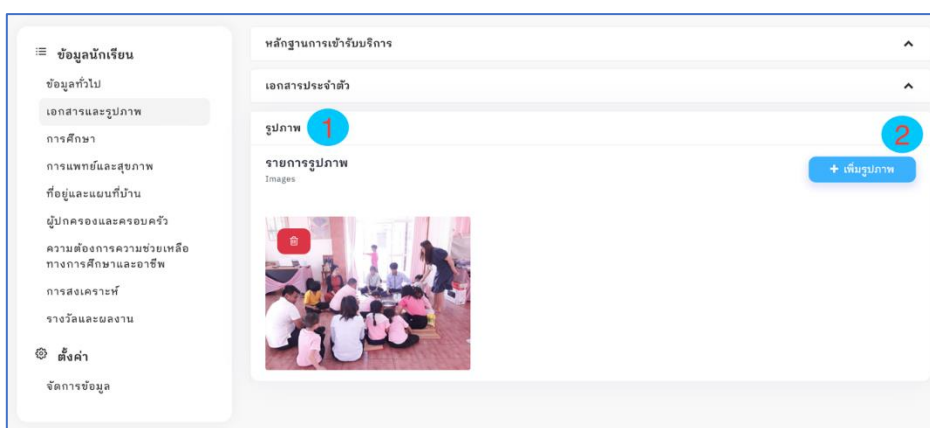 ข้อมูลนักเรียน
ข้อมูลทั่วไป
เอกสารและรูปภาพ
การศึกษา
การแพทย์และสุขภาพ
ที่อยู่และแผนที่บ้าน
ผู้ปกครองและครอบครัว
ความต้องการความช่วยเหลือ
ทางการศึกษาและอาชีพ
การสงเคราะห์
รางวัลและผลงาน
ตั้งค่า
จัดการข้อมูล
หลักฐานการเข้ารับบริการ
เอกสารประจำตัว
รูปภาพ 1
2
รายการรูปภาพ
Images
+ เพิ่มรูปภาพ